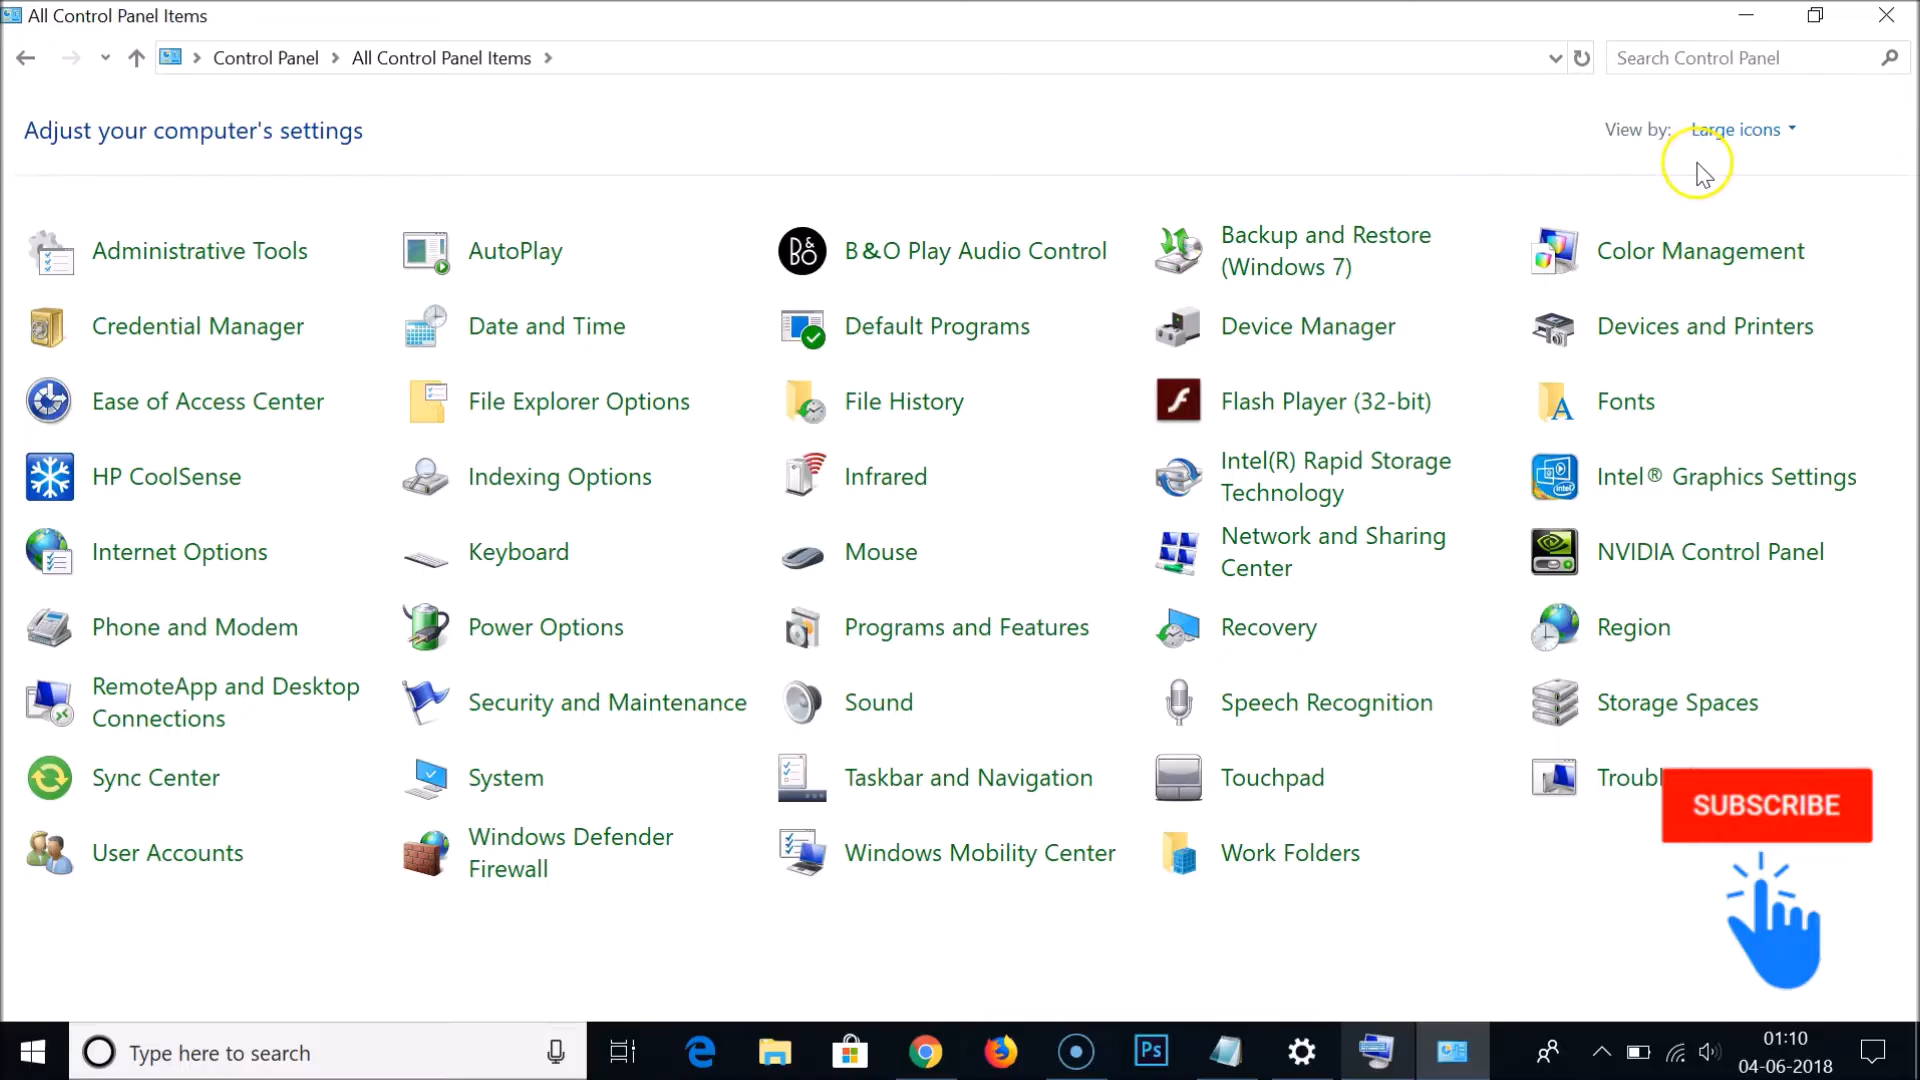 All Control Panel Items
Control Panel
All Control Panel Items
Search Control Panel
Adjust your computer's settings
View by: Large icons
Administrative Tools
AutoPlay
B&O
B&O Play Audio Control
Backup and Restore
(Windows 7)
Color Management
Credential Manager
Date and Time
Default Programs
Device Manager
Devices and Printers
Ease of Access Center
File Explorer Options
File History
Flash Player (32-bit)
A
Fonts
HP CoolSense
Indexing Options
Infrared
Intel(R) Rapid Storage
Technology
intel
Intel® Graphics Settings
Internet Options
Keyboard
Mouse
Network and Sharing
Center
NVIDIA Control Panel
Phone and Modem
Power Options
Programs and Features
Recovery
Region
RemoteApp and Desktop
Connections
Security and Maintenance
Sound
Speech Recognition
Storage Spaces
Sync Center
System
Taskbar and Navigation
Touchpad
SUBSCRIBE
User Accounts
Windows Defender
Firewall
Windows Mobility Center
Work Folders
Type here to search
Ps
01:10
04-06-2018